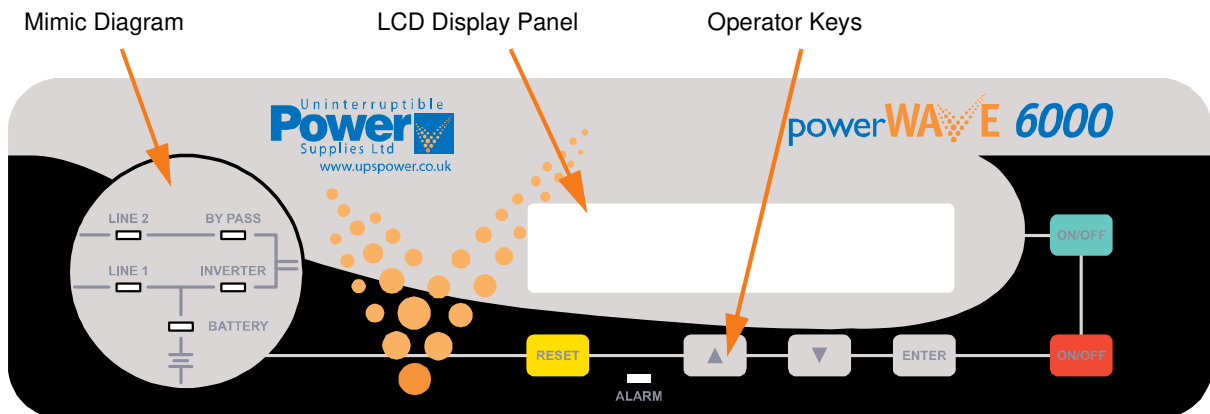 Mimic Diagram
LCD Display Panel
Operator Keys
Uninterruptible
Power
Supplies Ltd
www.upspower.co.uk
powerWAVE 6000
LINE 2
BY PASS
LINE 1
INVERTER
BATTERY
ON/OFF
RESET
▲
▼
ENTER
ON/OFF
ALARM